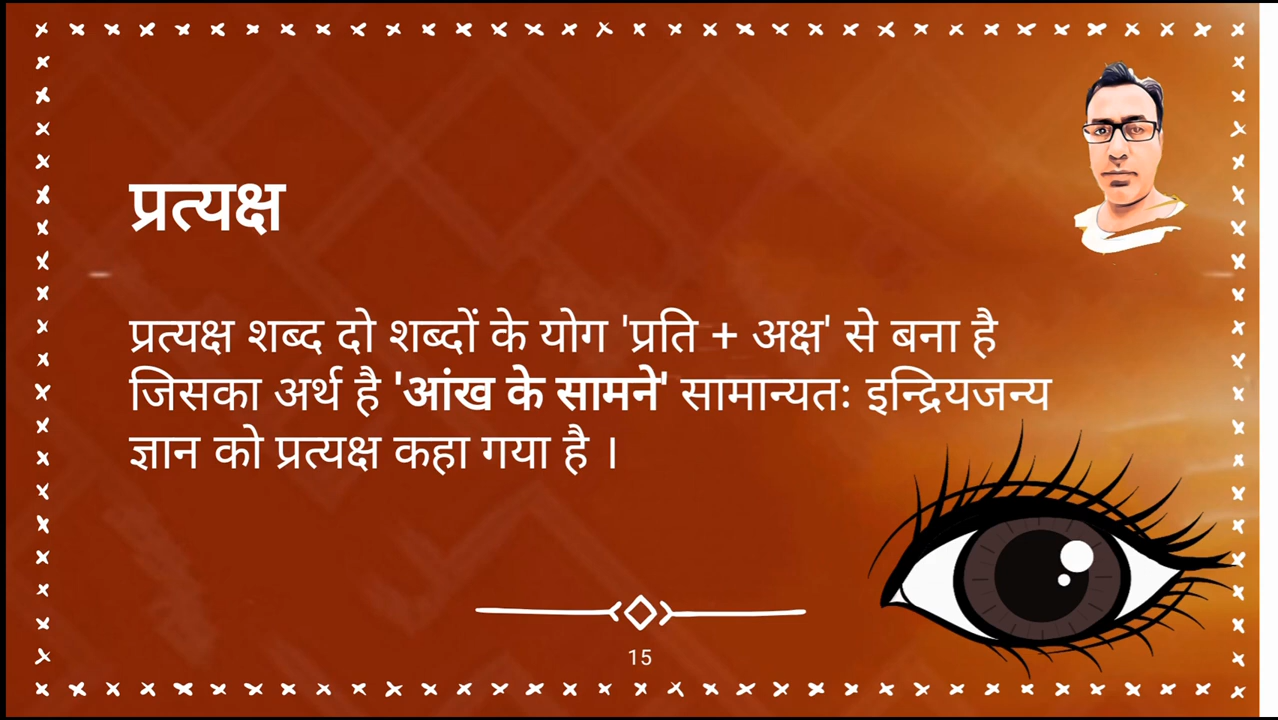 प्रत्यक्ष
प्रत्यक्ष शब्द दो शब्दों के योग 'प्रति + अक्ष' से बना है
जिसका अर्थ है 'आंख के सामने' सामान्यतः इन्द्रियजन्य
ज्ञान को प्रत्यक्ष कहा गया है ।
15